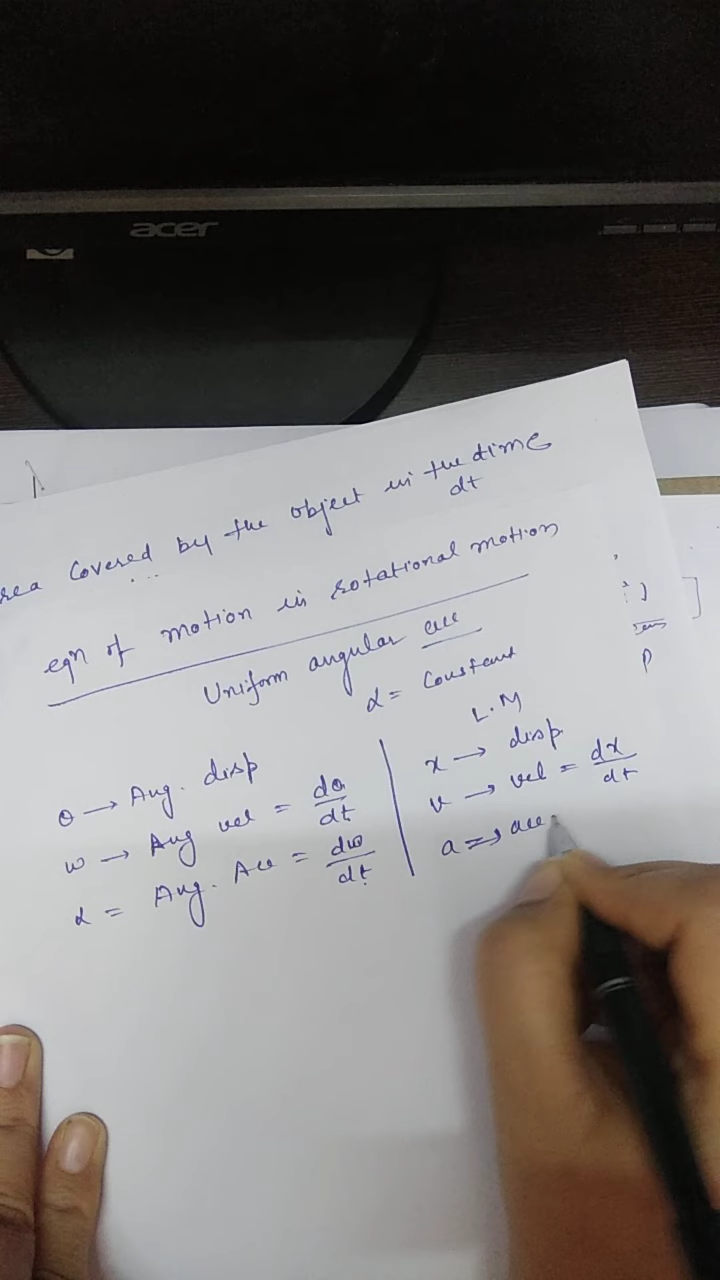 acer
rea Covered by the object in the time
dt
eqn of motion in rotational motion
Uniform angular acc
α = Constant
L.M
θ → Ang. disp
x → disp
ω → Ang vel = dθ/dt
v → vel = dx/dt
α = Ang. Acc = dω/dt
a => acc